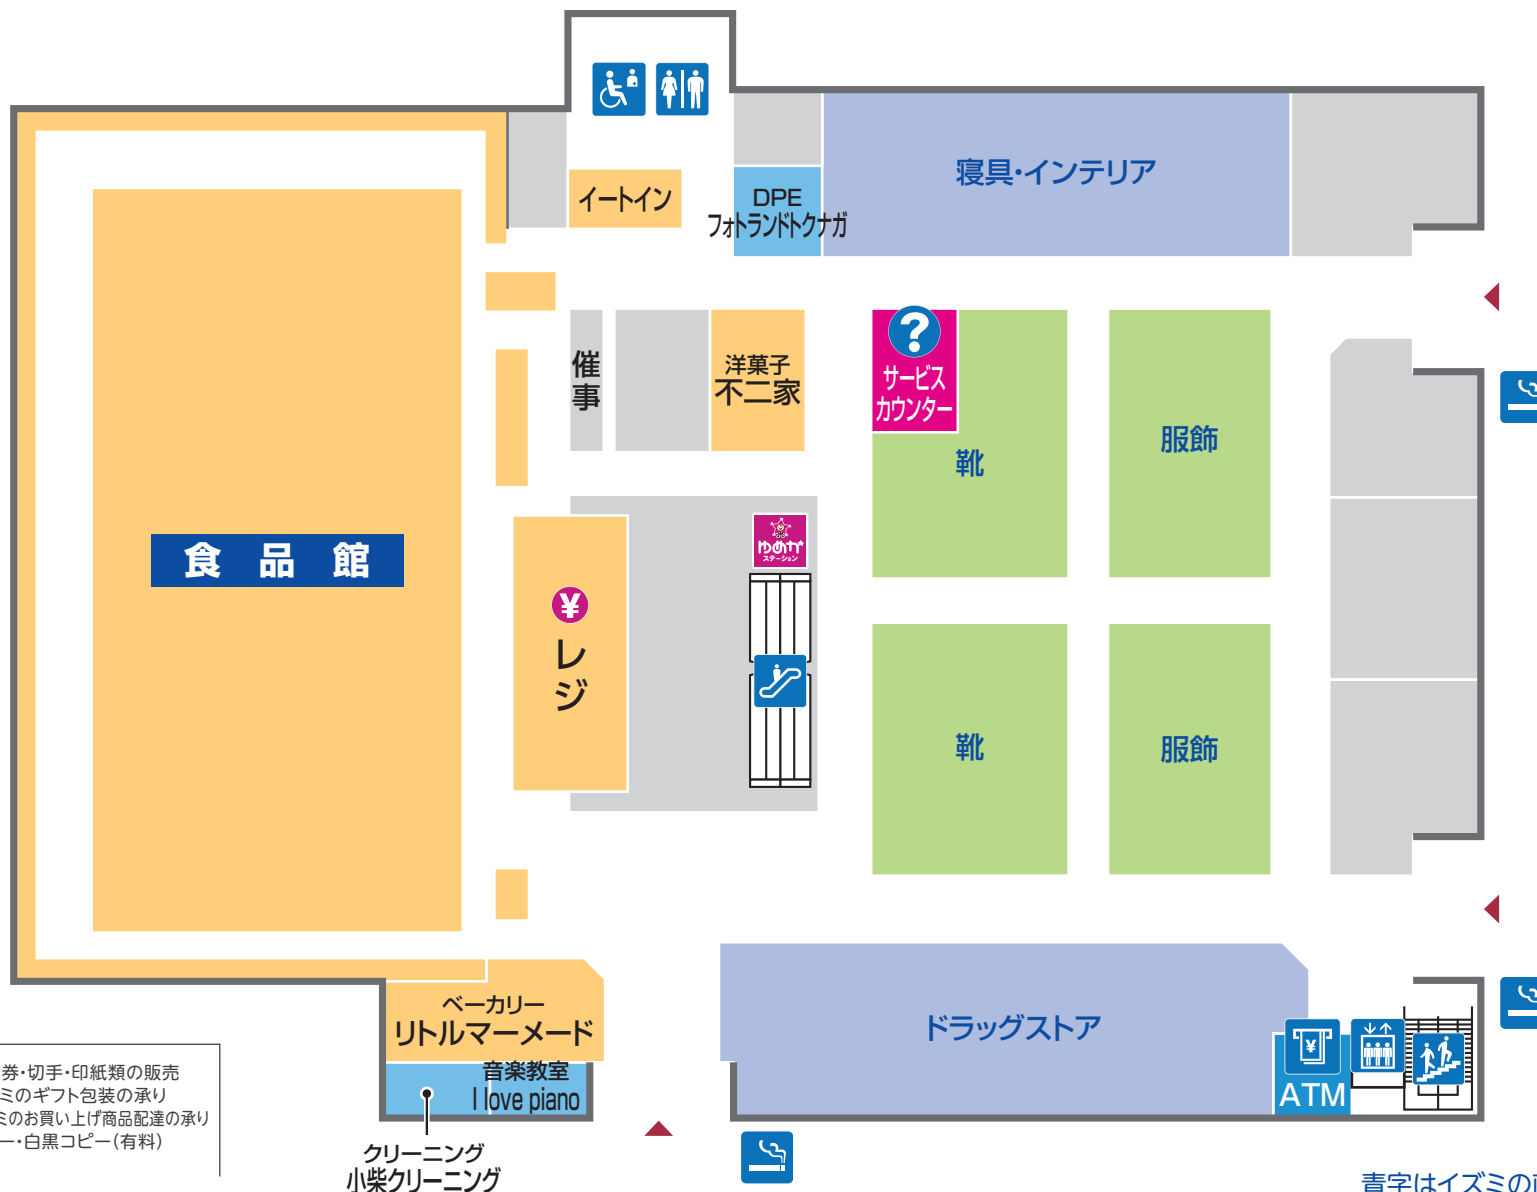 イートイン
DPE
フォトランドトクナガ
寝具・インテリア
催事
洋菓子
不二家
?
サービス
カウンター
靴
服飾
食品館
ゆめか
ステーション
¥
レジ
靴
服飾
ベーカリー
リトルマーメード
音楽教室
I love piano
クリーニング
小柴クリーニング
ドラッグストア
¥
ATM
券・切手・印紙類の販売
ミのギフト包装の承り
ミのお買い上げ商品配達の承り
ー・白黒コピー(有料)
青字はイズミの